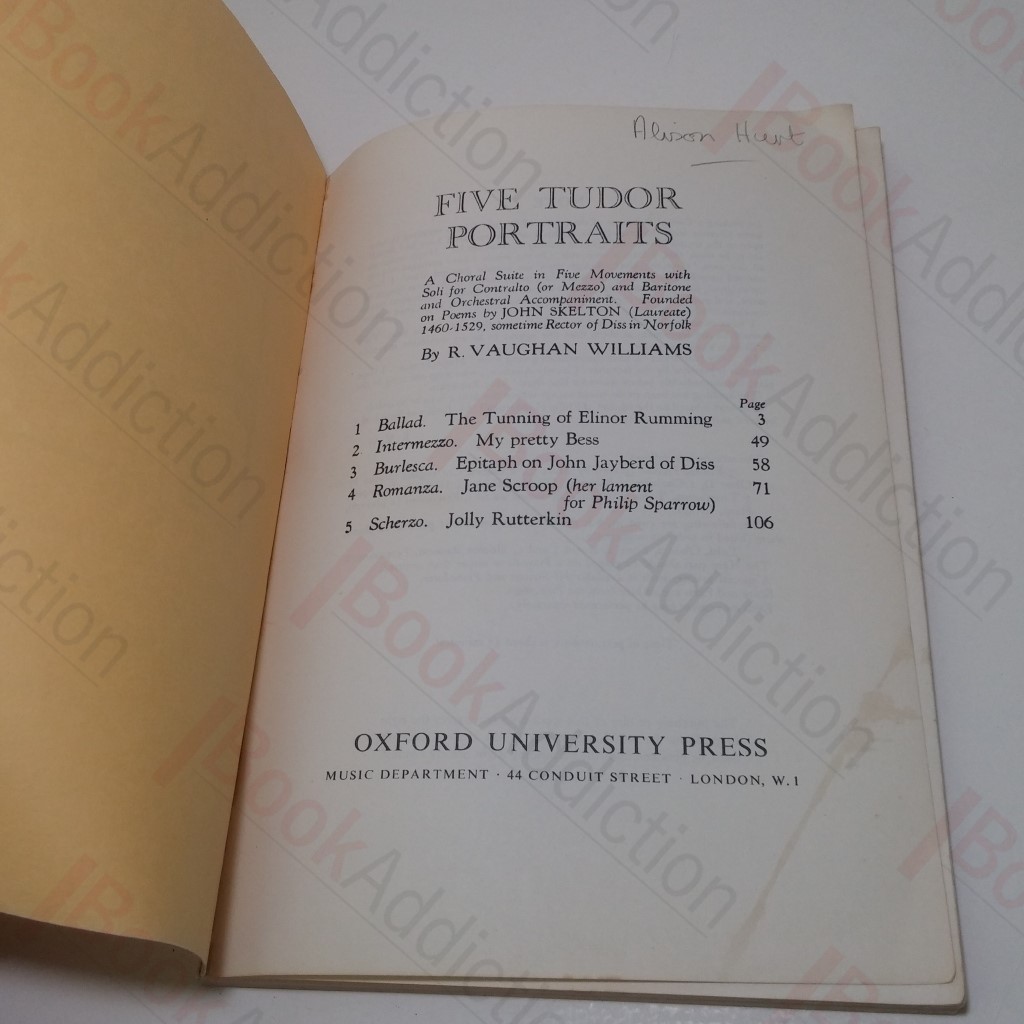 Alison Hurt
FIVE TUDOR
PORTRAITS
A Choral Suite in Five Movements with
Soli for Contralto (or Mezzo) and Baritone
and Orchestral Accompaniment. Founded
on Poems by JOHN SKELTON (Laureate)
1460-1529, sometime Rector of Diss in Norfolk
By R. VAUGHAN WILLIAMS
Page
1 Ballad. The Tunning of Elinor Rumming 3
2 Intermezzo. My pretty Bess 49
3 Burlesca. Epitaph on John Jayberd of Diss 58
4 Romanza. Jane Scroop (her lament 71
for Philip Sparrow)
5 Scherzo. Jolly Rutterkin 106
OXFORD UNIVERSITY PRESS
MUSIC DEPARTMENT · 44 CONDUIT STREET · LONDON, W.1
BookAddiction